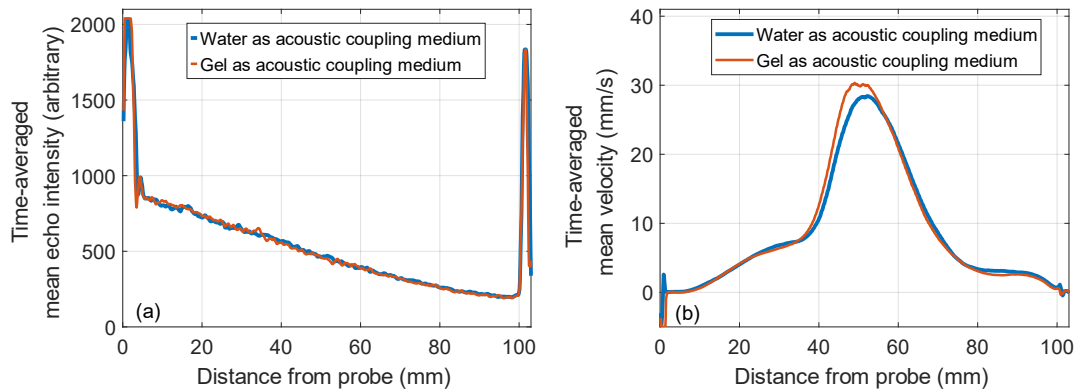 Time-averaged
mean echo intensity (arbitrary)
2000
1500
1000
500
0
Water as acoustic coupling medium
Gel as acoustic coupling medium
(a)
0 20 40 60 80 100
Distance from probe (mm)
Time-averaged
mean velocity (mm/s)
40
30
20
10
0
Water as acoustic coupling medium
Gel as acoustic coupling medium
(b)
0 20 40 60 80 100
Distance from probe (mm)